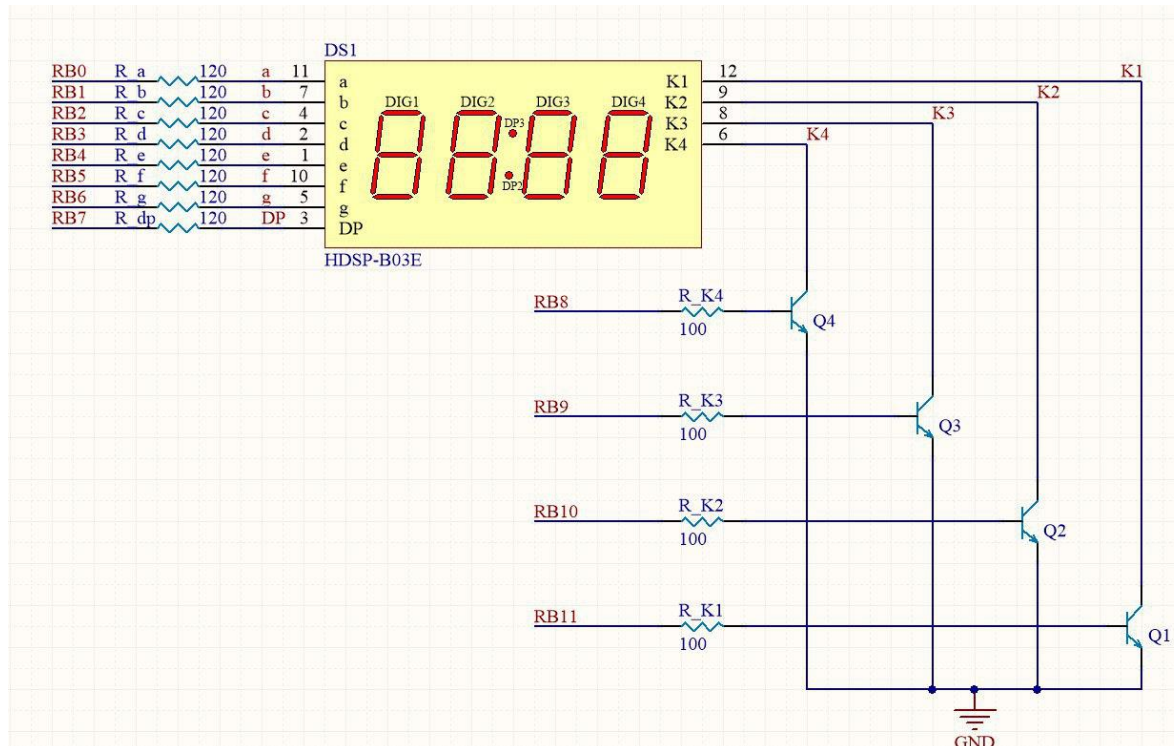 DS1
RB0 R_a 120 a 11 a K1 12 K1
RB1 R_b 120 b 7 b DIG1 DIG2 DIG3 DIG4 K2 9 K2
RB2 R_c 120 c 4 c DP3 K3 8 K3
RB3 R_d 120 d 2 d K4 6 K4
RB4 R_e 120 e 1 e
RB5 R_f 120 f 10 f DP2
RB6 R_g 120 g 5 g
RB7 R_dp 120 DP 3 DP
HDSP-B03E
RB8 R_K4 100 Q4
RB9 R_K3 100 Q3
RB10 R_K2 100 Q2
RB11 R_K1 100 Q1
GND